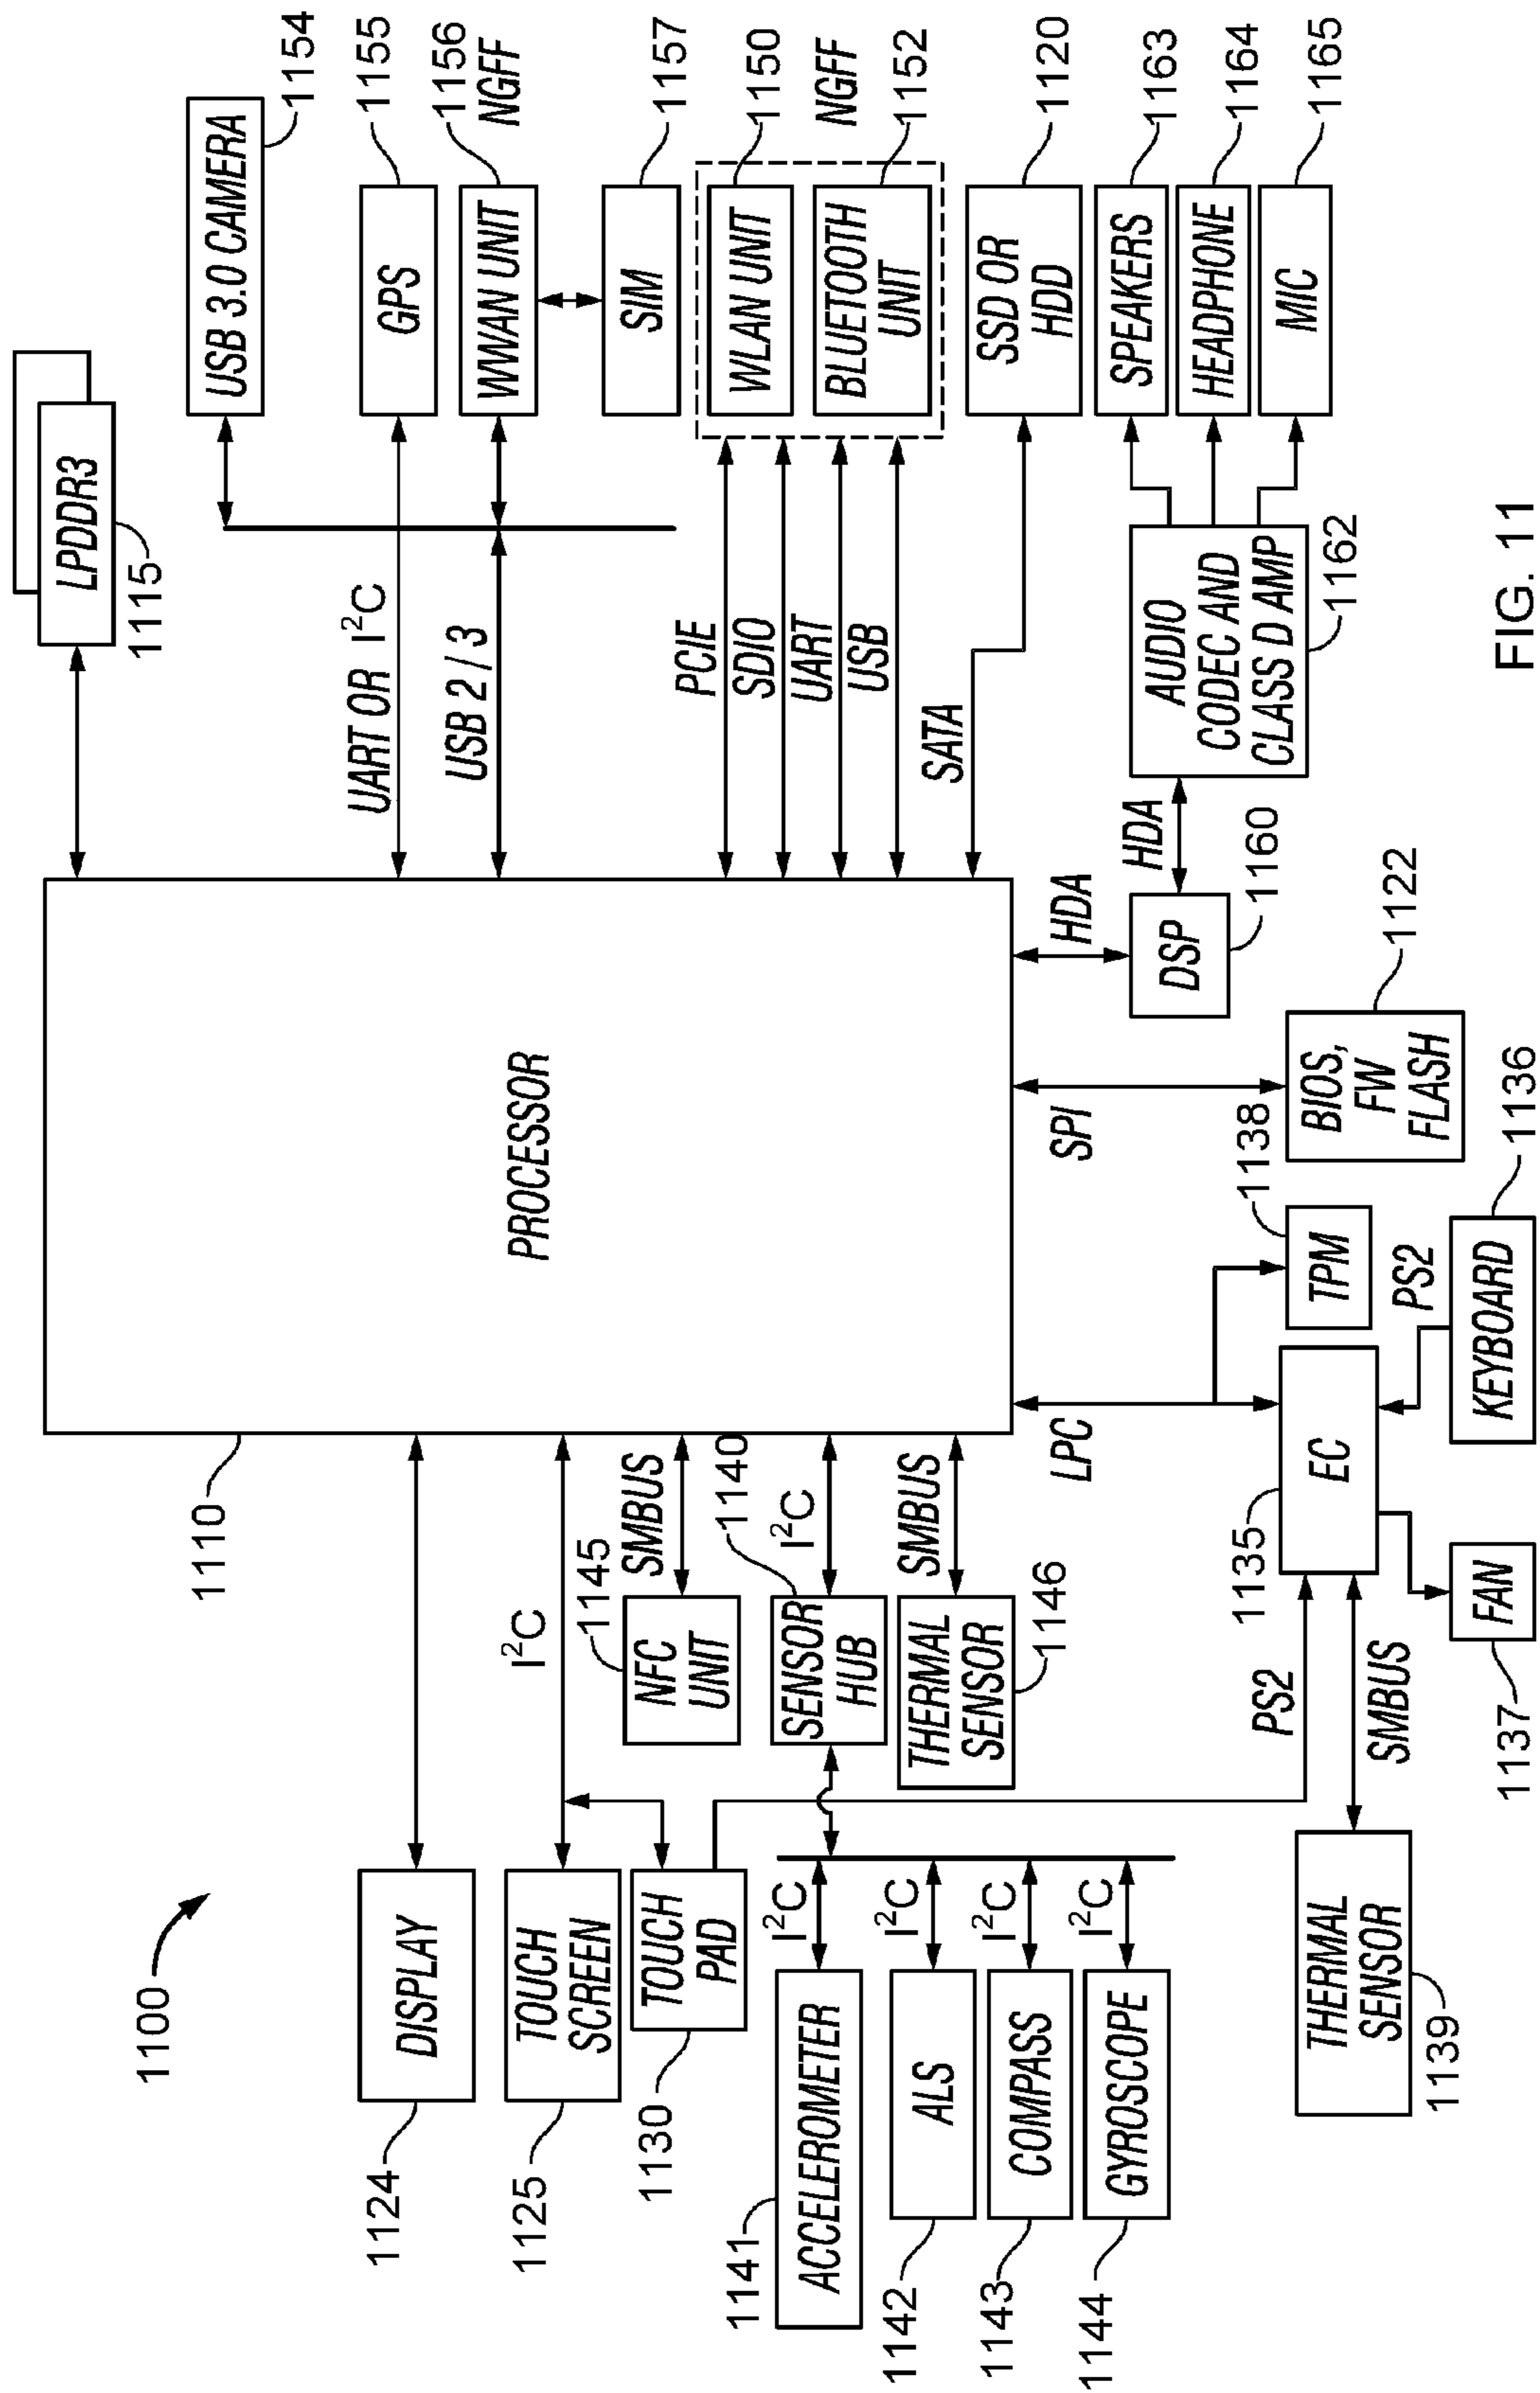 1100
1110
LPDDR3
1115
PROCESSOR
DISPLAY
1124
I²C
TOUCH
SCREEN
1125
TOUCH
PAD
1130
NFC
UNIT
1145
SMBUS
SENSOR
HUB
1140
I²C
THERMAL
SENSOR
1146
SMBUS
ACCELEROMETER
1141
I²C
ALS
1142
I²C
COMPASS
1143
I²C
GYROSCOPE
1144
I²C
USB 3.0 CAMERA
1154
UART OR I²C
GPS
1155
USB 2 / 3
WWAN UNIT
1156
NGFF
SIM
1157
PCIE
SDIO
UART
USB
WLAN UNIT
1150
NGFF
BLUETOOTH
UNIT
1152
SATA
SSD OR
HDD
1120
SPEAKERS
1163
HEADPHONE
1164
MIC
1165
HDA
DSP
1160
HDA
AUDIO
CODEC AND
CLASS D AMP
1162
SPI
BIOS,
FW
FLASH
1122
LPC
TPM
1138
EC
1135
PS2
KEYBOARD
1136
PS2
SMBUS
THERMAL
SENSOR
1139
FAN
1137
FIG. 11